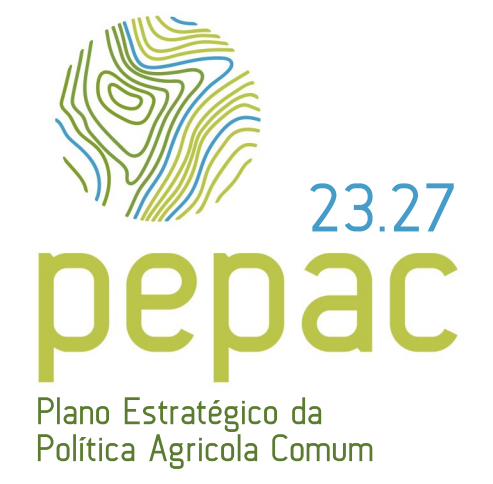 23.27
pepac
Plano Estratégico da
Política Agricola Comum